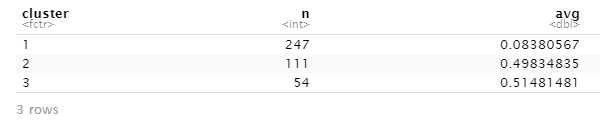 cluster n avg
<fctr> <int> <dbl>
1 247 0.08380567
2 111 0.49834835
3 54 0.51481481
3 rows